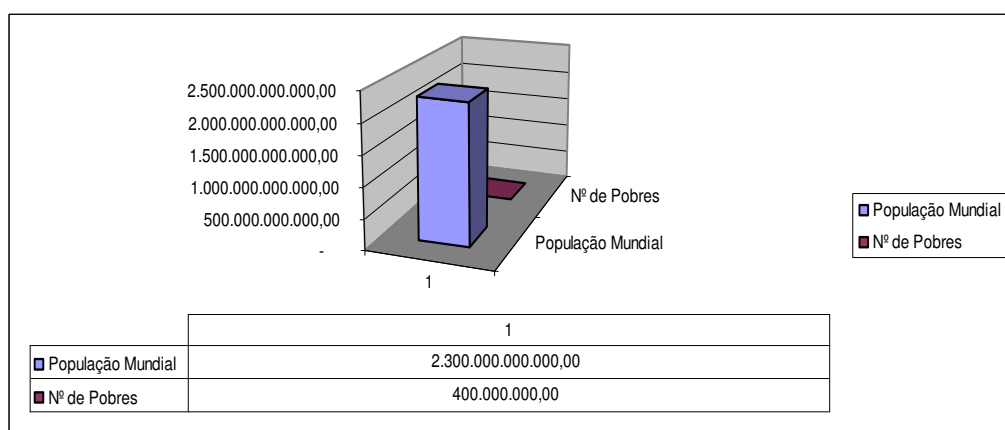 2.500.000.000.000,00
2.000.000.000.000,00
1.500.000.000.000,00
1.000.000.000.000,00
500.000.000.000,00
-
1
Nº de Pobres
População Mundial
População Mundial
Nº de Pobres
1
População Mundial 2.300.000.000.000,00
Nº de Pobres 400.000.000,00